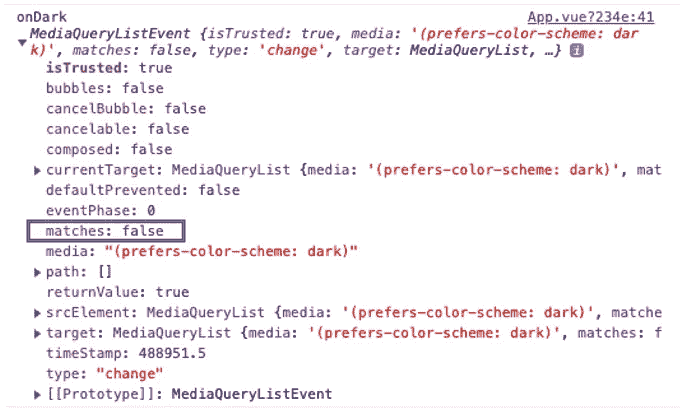 onDark App.vue?234e:41
MediaQueryListEvent {isTrusted: true, media: '(prefers-color-scheme: dar
k)', matches: false, type: 'change', target: MediaQueryList, …} i
isTrusted: true
bubbles: false
cancelBubble: false
cancelable: false
composed: false
currentTarget: MediaQueryList {media: '(prefers-color-scheme: dark)', mat
defaultPrevented: false
eventPhase: 0
matches: false
media: "(prefers-color-scheme: dark)"
path: []
returnValue: true
srcElement: MediaQueryList {media: '(prefers-color-scheme: dark)', matche
target: MediaQueryList {media: '(prefers-color-scheme: dark)', matches: f
timeStamp: 488951.5
type: "change"
[[Prototype]]: MediaQueryListEvent